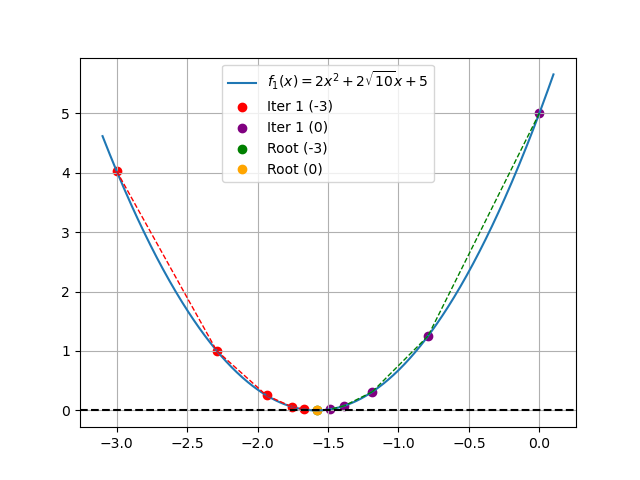 f₁(x) = 2x² + 2√10x + 5
Iter 1 (-3)
Iter 1 (0)
Root (-3)
Root (0)
5
4
3
2
1
0
−3.0 −2.5 −2.0 −1.5 −1.0 −0.5 0.0